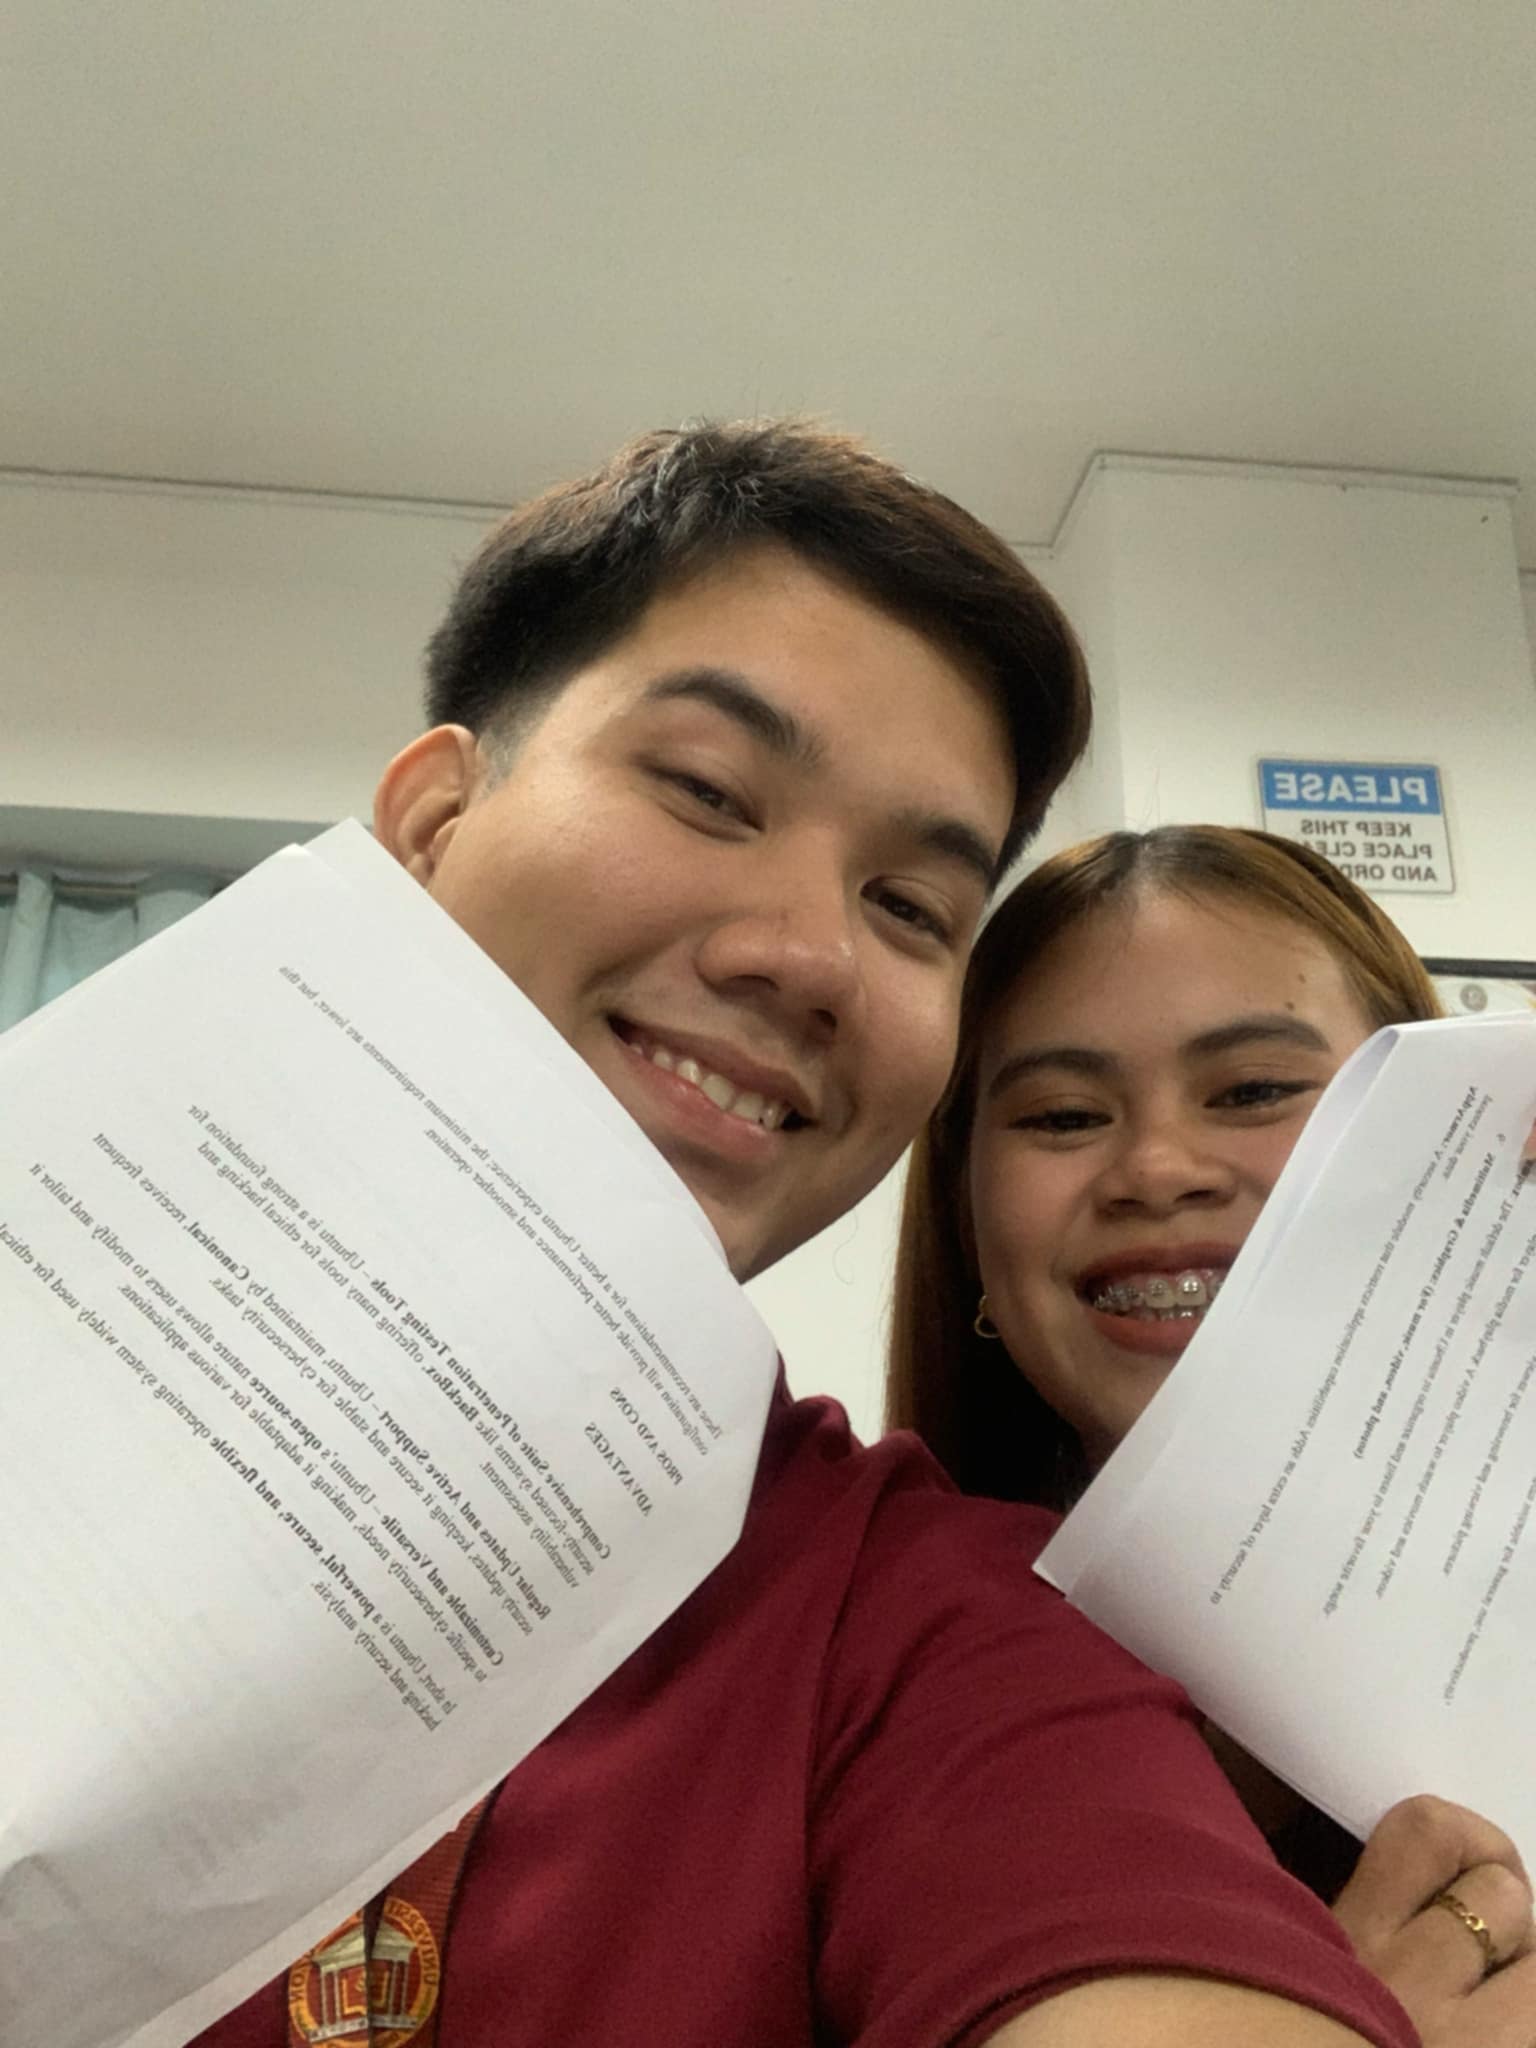 PLEASE
KEEP THIS
PLACE CLEA
AND ORD
These are recommendations for a better Ubuntu experience, the minimum requirements are lower, but this
configuration will provide better performance and smoother operation.
PROS AND CONS
ADVANTAGES
Comprehensive Suite of Penetration Testing Tools – Ubuntu is a strong foundation for
security-focused systems like BackBox, offering many tools for ethical hacking and
vulnerability assessment.
Regular Updates and Active Support – Ubuntu, maintained by Canonical, receives frequent
security updates, keeping it secure and stable for cybersecurity tasks.
Customizable and Versatile – Ubuntu's open-source nature allows users to modify and tailor it
to specific cybersecurity needs, making it adaptable for various applications.
In short, Ubuntu is a powerful, secure, and flexible operating system widely used for ethical
hacking and security analysis.
AppArmor: A security module that restricts application capabilities Adds an extra layer of security to
protect your data.
6. Multimedia & Graphics: (For music, videos, and photos)
The default music player in Ubuntu to organize and listen to your favorite songs
for media playback. A video player to watch movies and videos
for browsing and viewing pictures
UNIVERSITY